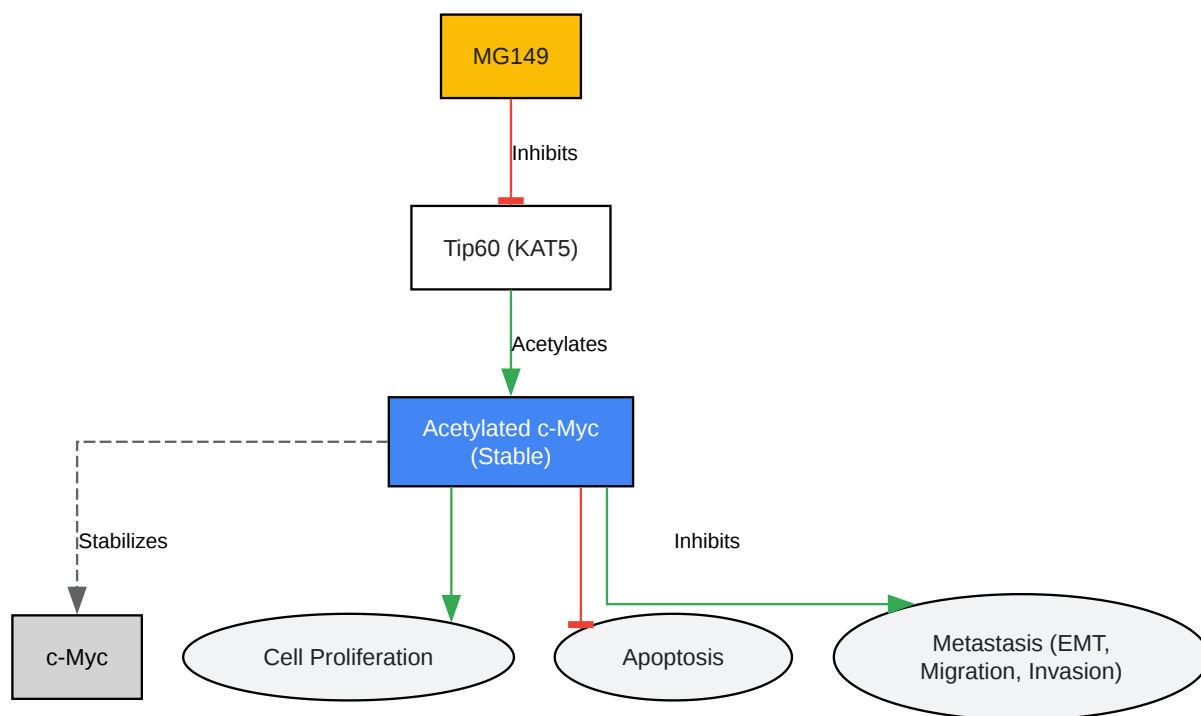 MG149
Inhibits
Tip60 (KAT5)
Acetylates
Acetylated c-Myc
(Stable)
Stabilizes
Inhibits
c-Myc
Cell Proliferation
Apoptosis
Metastasis (EMT,
Migration, Invasion)